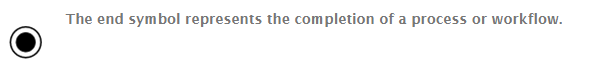 The end symbol represents the completion of a process or workflow.